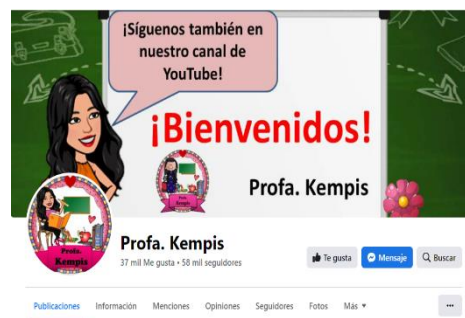 ¡Síguenos también en
nuestro canal de
YouTube!
¡Bienvenidos!
Profa. Kempis
Profa.
Kempis
Profa. Kempis
37 mil Me gusta • 58 mil seguidores
Te gusta
Mensaje
Buscar
Publicaciones
Información
Menciones
Opiniones
Seguidores
Fotos
Más